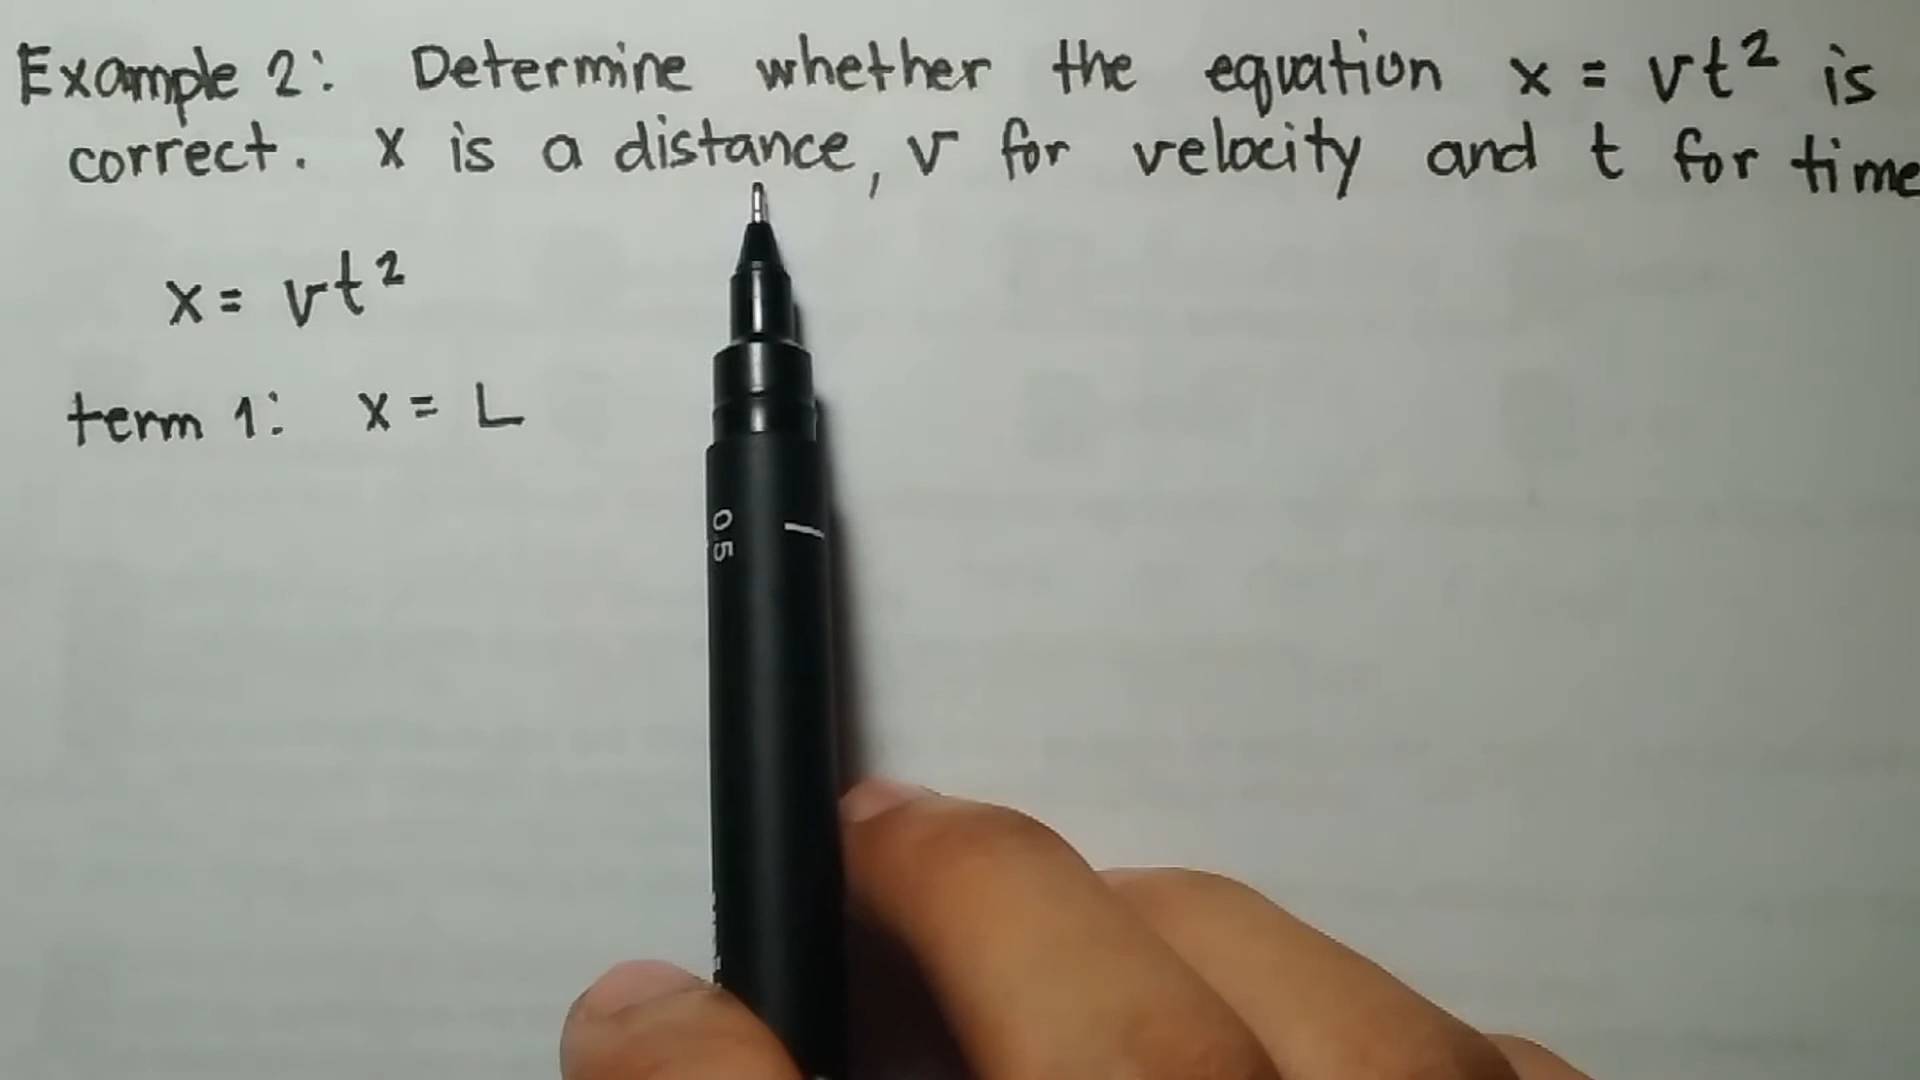 Example 2: Determine whether the equation x = vt² is
correct. x is a distance, v for velocity and t for time
x = vt²
term 1: x = L
0.5